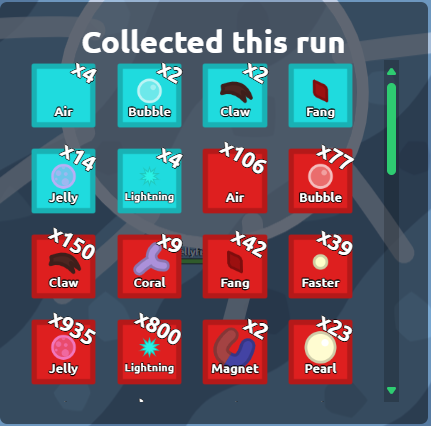 Collected this run
x4
Air
x2
Bubble
x2
Claw
Fang
x14
Jelly
x4
Lightning
x106
Air
x77
Bubble
x150
Claw
x9
Coral
x42
Fang
x39
Faster
x935
Jelly
x800
Lightning
x2
Magnet
x23
Pearl